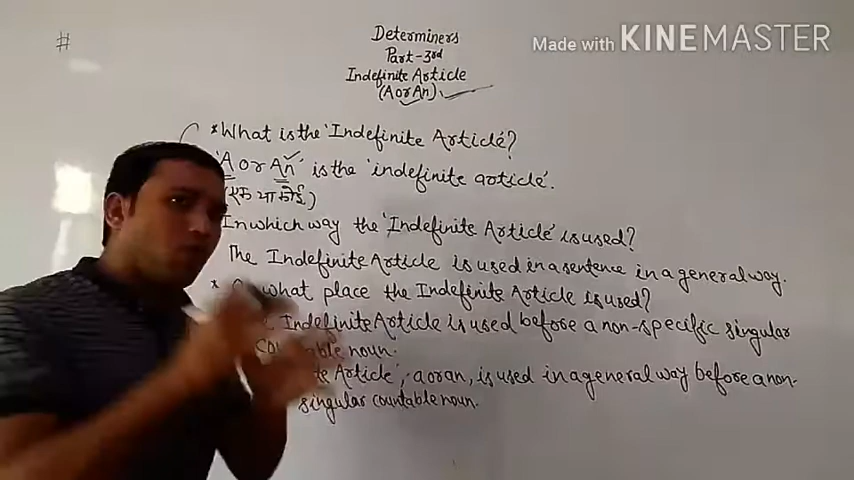 #
Determiners
Part-3rd
Indefinite Article
(A or An)
Made with KINEMASTER
*What is the 'Indefinite Article'?
'A or An' is the 'indefinite article'.
(एक या कोई)
In which way the 'Indefinite Article' is used?
The Indefinite Article is used in a sentence in a general way.
* what place the Indefinite Article is used?
Indefinite Article is used before a non-specific singular
noun.
Article', a or an, is used in a general way before a non-
singular countable noun.